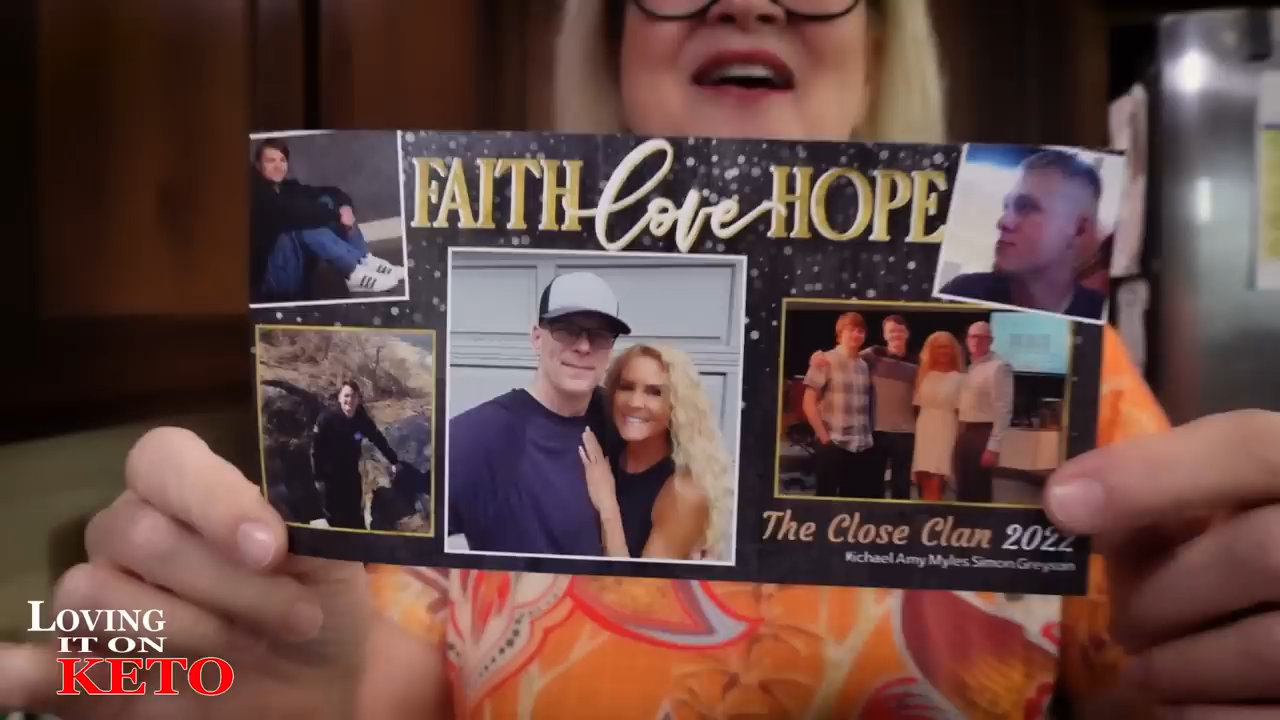 FAITH love HOPE
The Close Clan 2022
Michael Amy Myles Simon Greyson
LOVING
IT ON
KETO